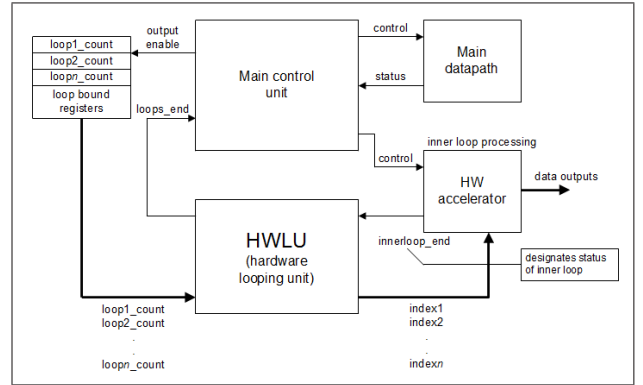 loop1_count
loop2_count
loopn_count
loop bound
registers
output
enable
loops_end
Main control
unit
control
status
Main
datapath
control
inner loop processing
HW
accelerator
data outputs
HWLU
(hardware
looping unit)
innerloop_end
designates status
of inner loop
loop1_count
loop2_count
.
.
loopn_count
index1
index2
.
.
indexn